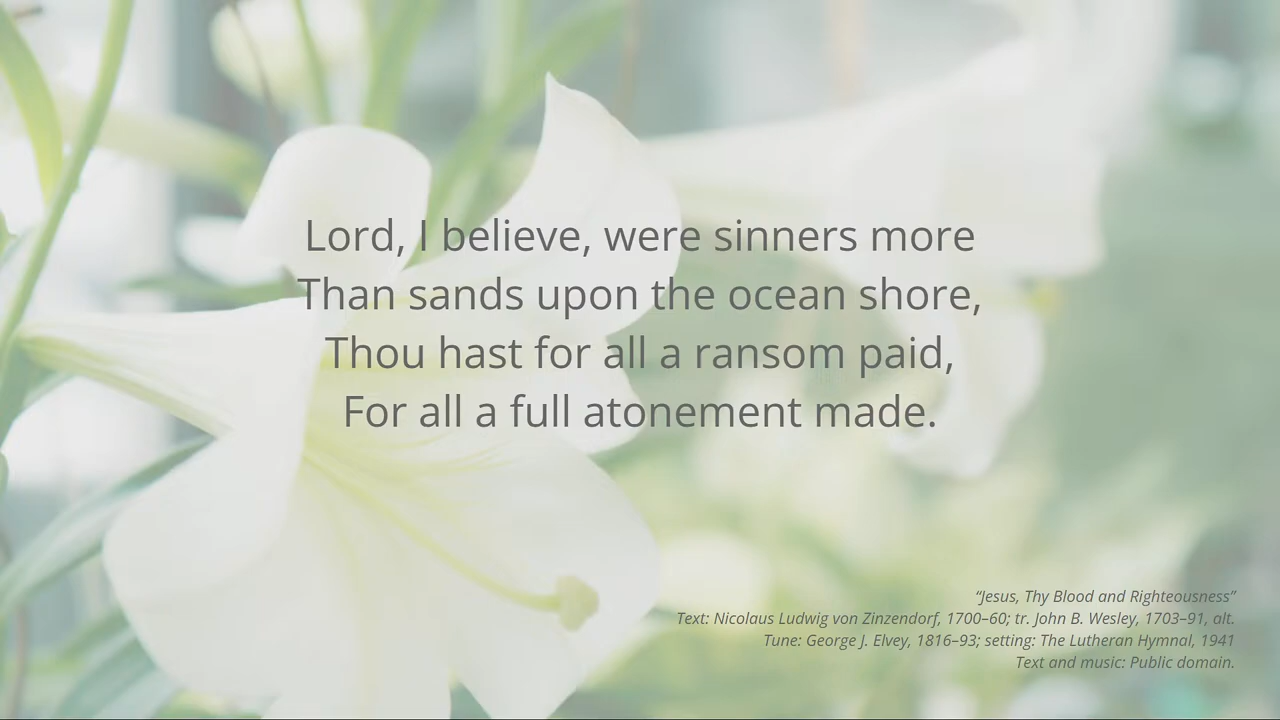 Lord, I believe, were sinners more
Than sands upon the ocean shore,
Thou hast for all a ransom paid,
For all a full atonement made.
“Jesus, Thy Blood and Righteousness”
Text: Nicolaus Ludwig von Zinzendorf, 1700–60; tr. John B. Wesley, 1703–91, alt.
Tune: George J. Elvey, 1816–93; setting: The Lutheran Hymnal, 1941
Text and music: Public domain.